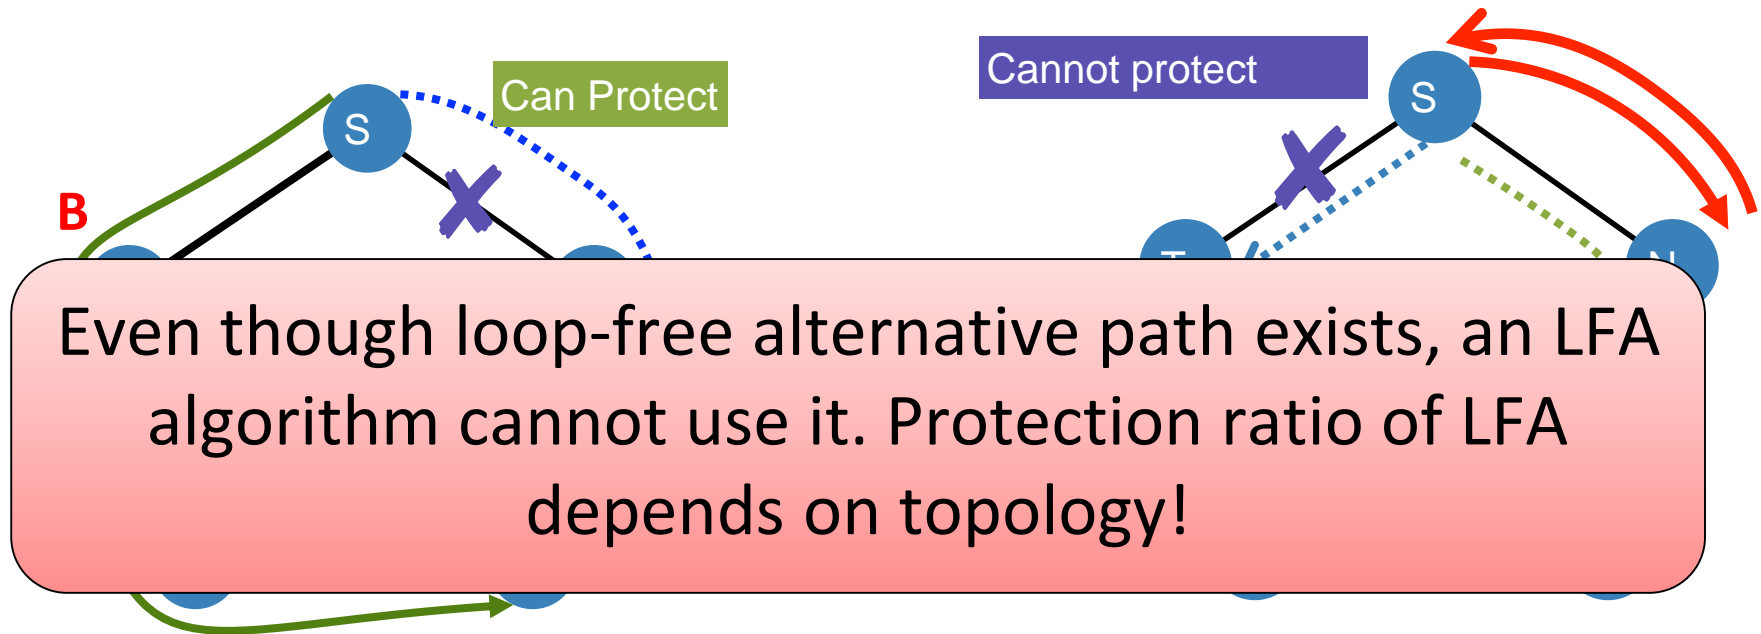 Cannot protect
Can Protect
S
S
B
N
Even though loop-free alternative path exists, an LFA
algorithm cannot use it. Protection ratio of LFA
depends on topology!